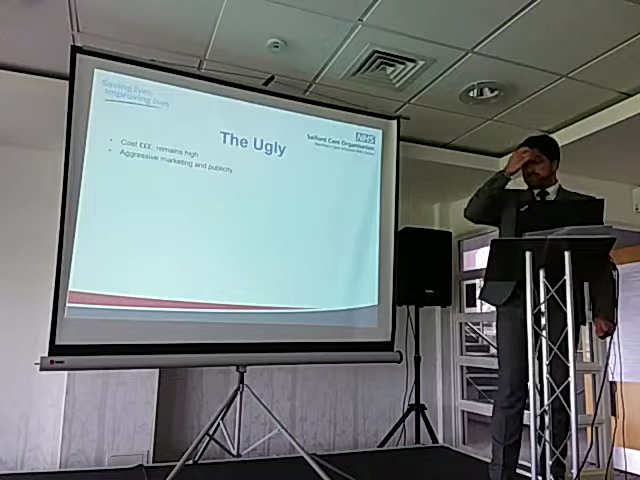 Saving lives,
Improving lives
NHS
Salford Care Organisation
The Ugly
• Cost £££, remains high
• Aggressive marketing and publicity